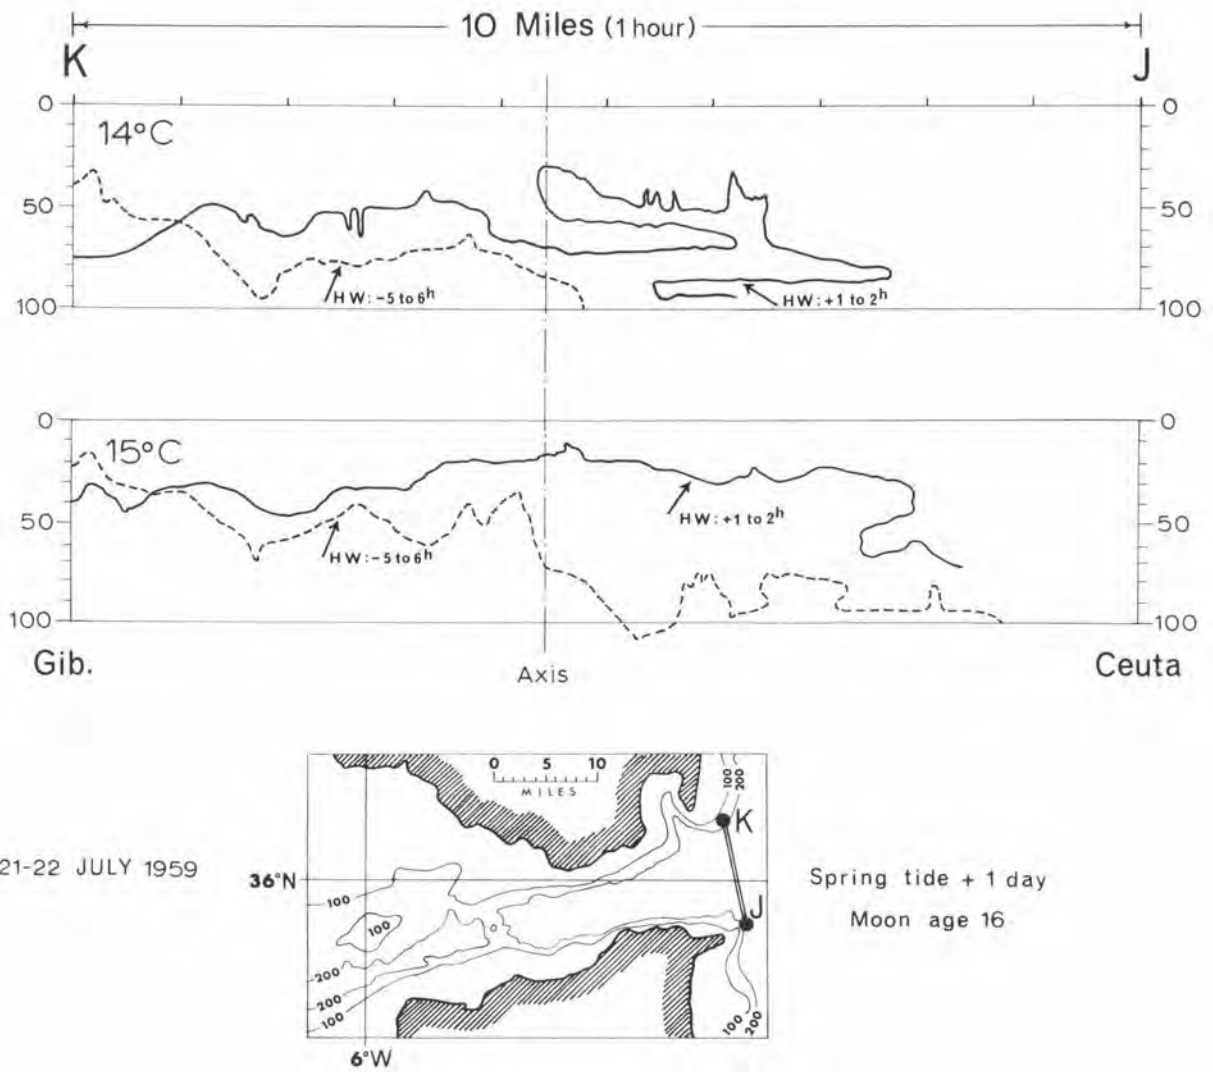 10 Miles (1 hour)
K J
0 0
14°C
50 50
HW:-5 to 6h HW:+1 to 2h
100 100
0 0
15°C
50 50
HW:+1 to 2h
HW:-5 to 6h
100 100
Gib. Axis Ceuta
0 5 10
MILES
100
200
K
21-22 JULY 1959
36°N
100
100
J
200
200
100
100
200
6°W
Spring tide + 1 day
Moon age 16